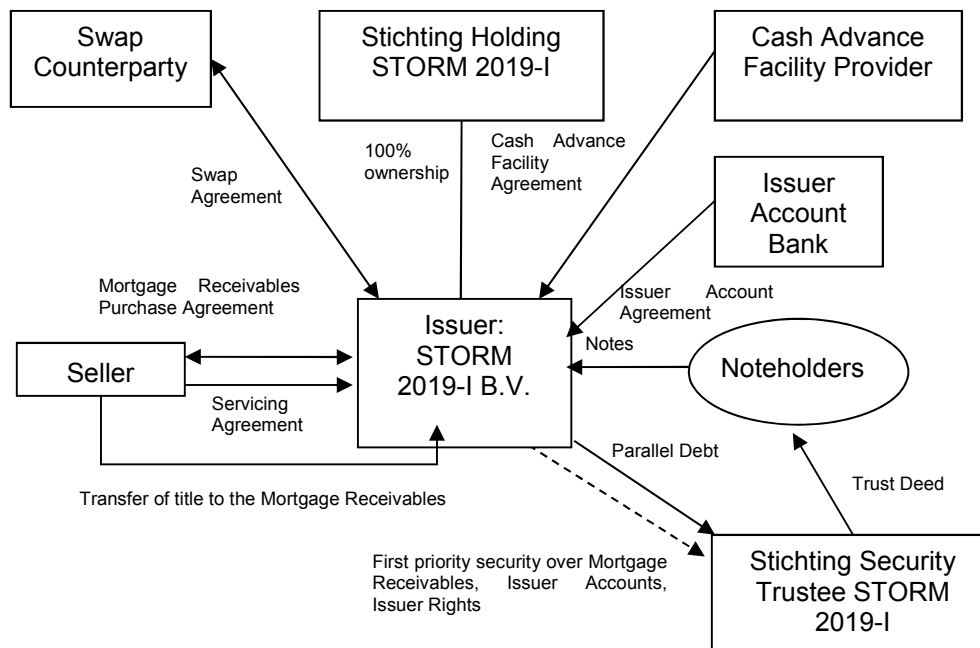 Swap
Counterparty
Stichting Holding
STORM 2019-I
Cash Advance
Facility Provider
100%
ownership
Cash Advance
Facility
Agreement
Swap
Agreement
Issuer
Account
Bank
Mortgage Receivables
Purchase Agreement
Issuer Account
Agreement
Issuer:
STORM
2019-I B.V.
Notes
Seller
Noteholders
Servicing
Agreement
Parallel Debt
Trust Deed
Transfer of title to the Mortgage Receivables
First priority security over Mortgage
Receivables, Issuer Accounts,
Issuer Rights
Stichting Security
Trustee STORM
2019-I